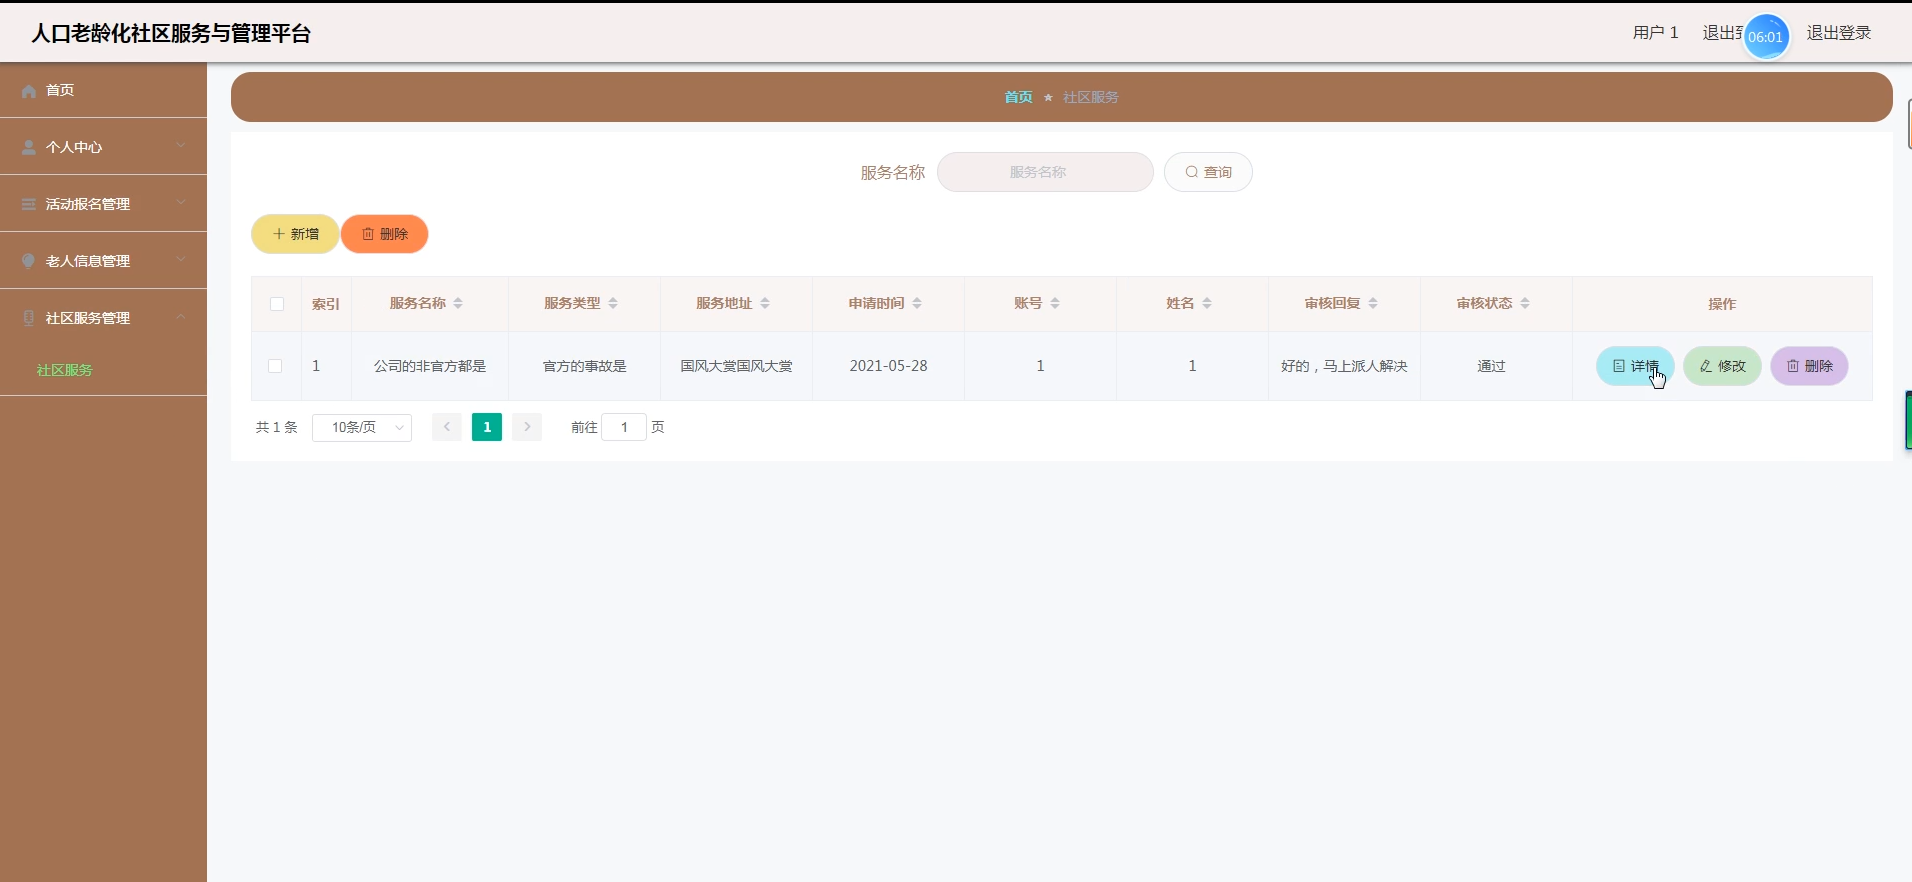 人口老龄化社区服务与管理平台
用户 1 退出到 06:01 退出登录
首页
个人中心
活动报名管理
老人信息管理
社区服务管理
社区服务
首页 ★ 社区服务
服务名称 服务名称 查询
新增 删除
索引 服务名称 服务类型 服务地址 申请时间 账号 姓名 审核回复 审核状态 操作
1 公司的非官方都是 官方的事故是 国风大堂国风大堂 2021-05-28 1 1 好的，马上派人解决 通过 详情 修改 删除
共 1 条 10条/页 1 前往 1 页